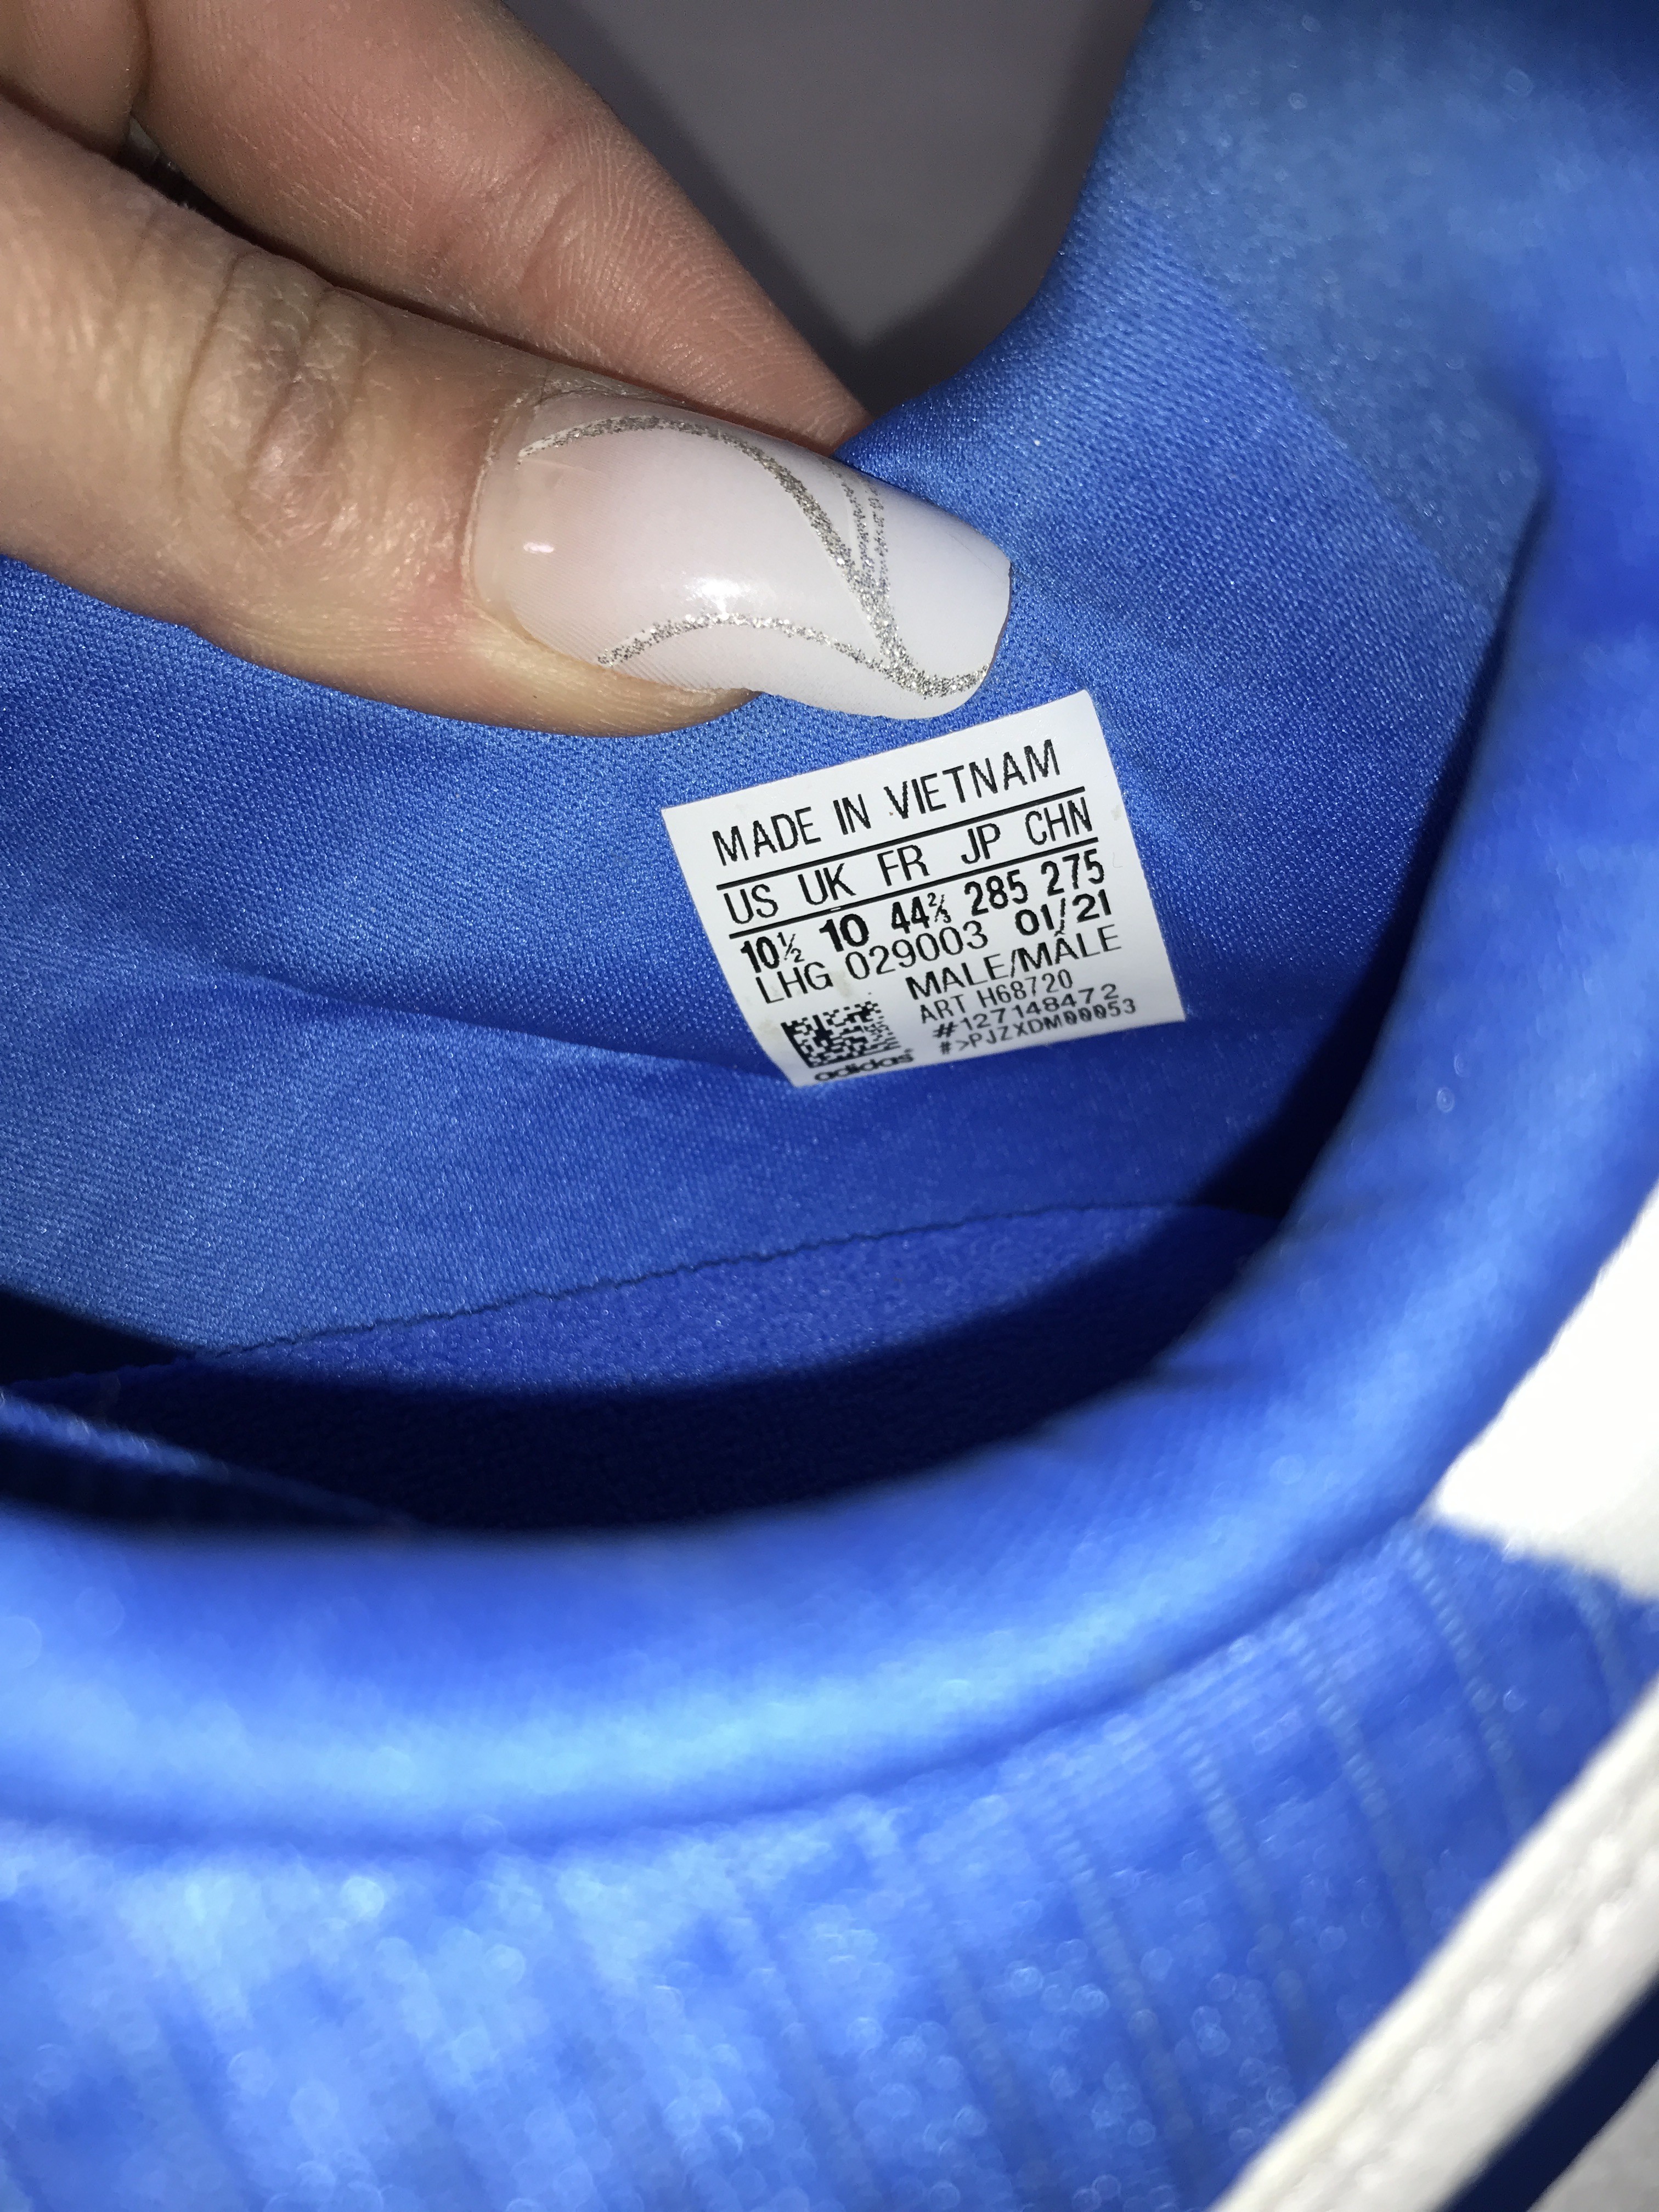 MADE IN VIETNAM
US UK FR JP CHN
10½ 10 44⅔ 285 275
LHG 029003 01/21
MALE/MÂLE
ART H68720
#127148472
#>PJZXDM00053
adidas